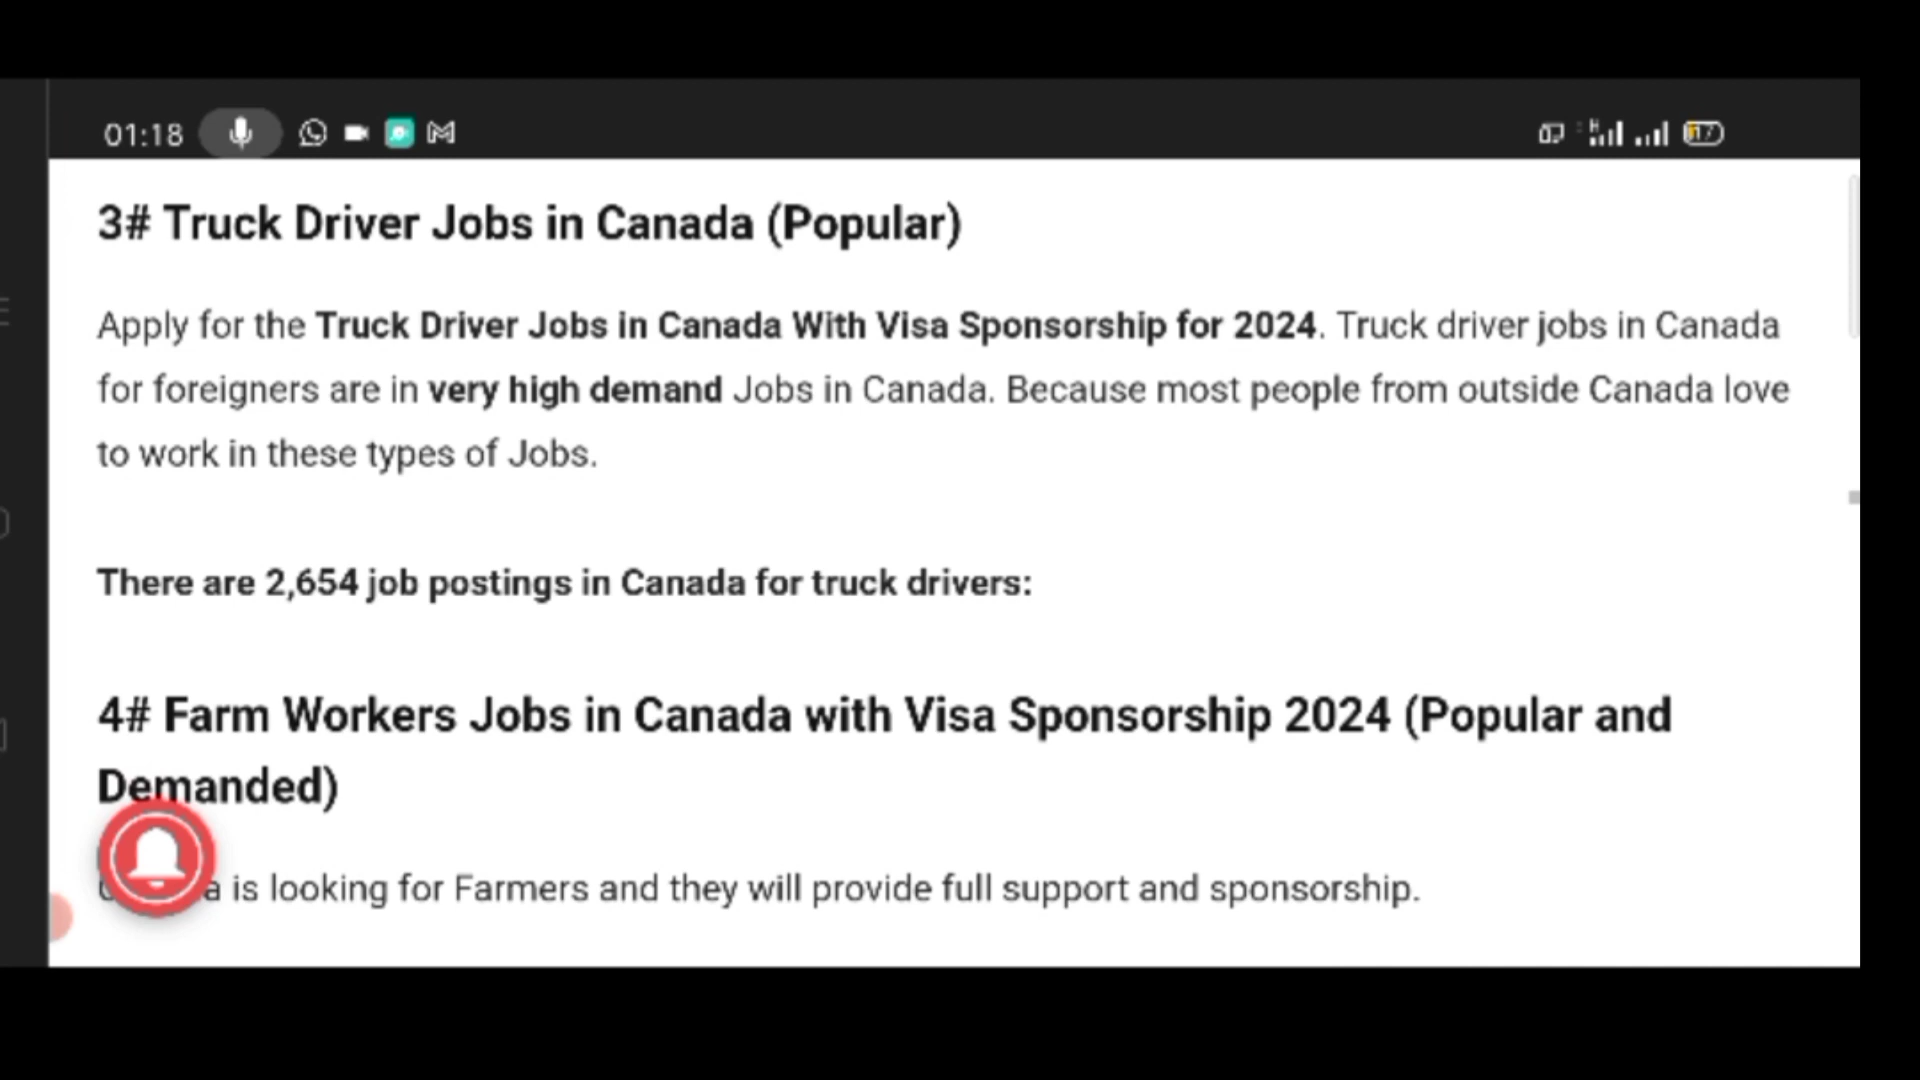 01:18
17
3# Truck Driver Jobs in Canada (Popular)
Apply for the Truck Driver Jobs in Canada With Visa Sponsorship for 2024. Truck driver jobs in Canada
for foreigners are in very high demand Jobs in Canada. Because most people from outside Canada love
to work in these types of Jobs.
There are 2,654 job postings in Canada for truck drivers:
4# Farm Workers Jobs in Canada with Visa Sponsorship 2024 (Popular and
Demanded)
is looking for Farmers and they will provide full support and sponsorship.